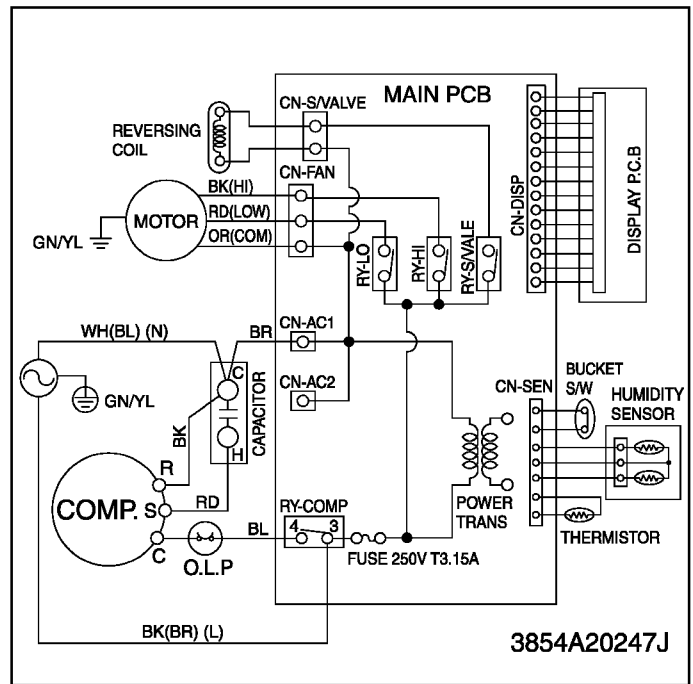 MAIN PCB
CN-S/VALVE
REVERSING
COIL
CN-FAN
BK(HI)
RD(LOW)
OR(COM)
MOTOR
GN/YL
RY-LO
RY-HI
RY-S/VALE
CN-DISP
DISPLAY P.C.B
WH(BL) (N)
BR
CN-AC1
CN-AC2
GN/YL
C
H
CAPACITOR
BK
RD
R
S
C
COMP.
O.L.P
BL
RY-COMP
4
3
FUSE 250V T3.15A
POWER
TRANS
CN-SEN
BUCKET
S/W
HUMIDITY
SENSOR
THERMISTOR
BK(BR) (L)
3854A20247J